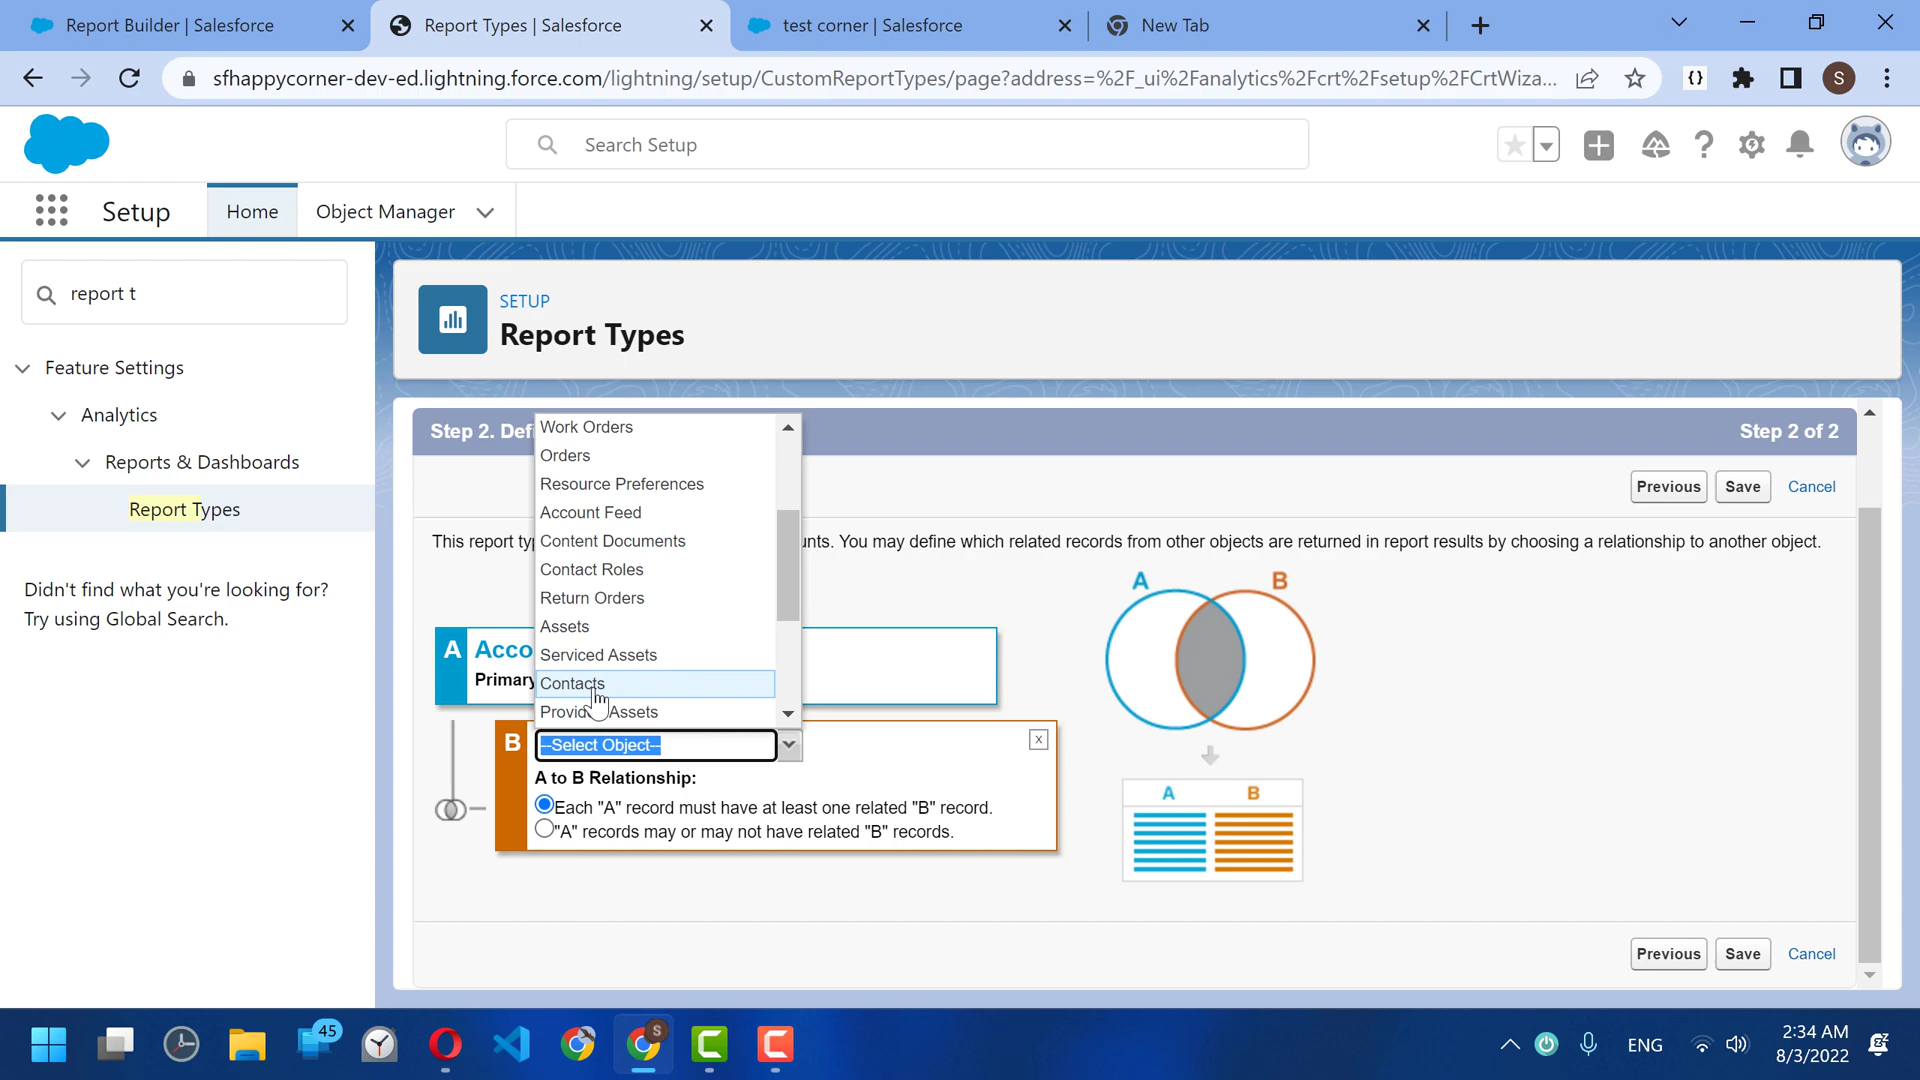 Report Builder | Salesforce
Report Types | Salesforce
test corner | Salesforce
New Tab
sfhappycorner-dev-ed.lightning.force.com/lightning/setup/CustomReportTypes/page?address=%2F_ui%2Fanalytics%2Fcrt%2Fsetup%2FCrtWiza...
S
Search Setup
Setup
Home
Object Manager
report t
Feature Settings
Analytics
Reports & Dashboards
Report Types
Didn't find what you're looking for?
Try using Global Search.
SETUP
Report Types
Step 2. Def
Step 2 of 2
Previous
Save
Cancel
This report ty
unts. You may define which related records from other objects are returned in report results by choosing a relationship to another object.
Work Orders
Orders
Resource Preferences
Account Feed
Content Documents
Contact Roles
Return Orders
Assets
Serviced Assets
Contacts
Provid Assets
A
Acco
Primary
B
--Select Object--
x
A to B Relationship:
Each "A" record must have at least one related "B" record.
"A" records may or may not have related "B" records.
A
B
A
B
Previous
Save
Cancel
45
S
ENG
2:34 AM
8/3/2022